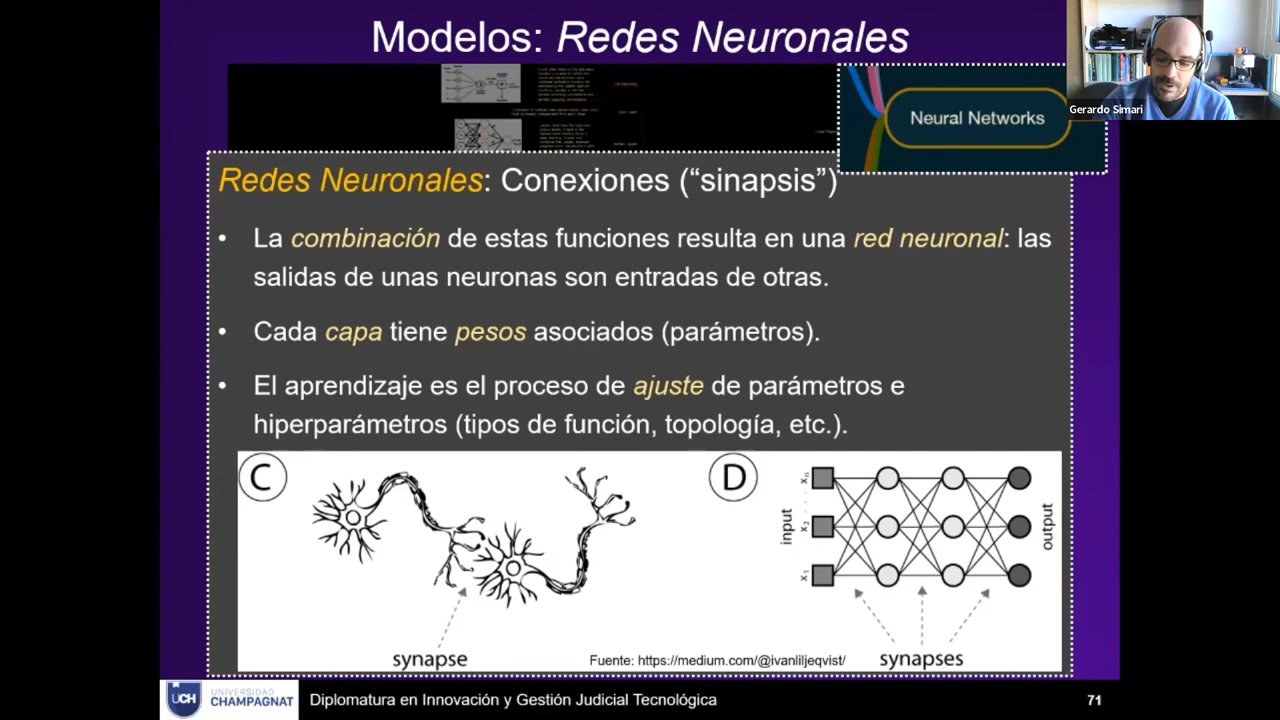 Modelos: Redes Neuronales
Neural Networks
Gerardo Simari
Redes Neuronales: Conexiones (“sinapsis”)
• La combinación de estas funciones resulta en una red neuronal: las
salidas de unas neuronas son entradas de otras.
• Cada capa tiene pesos asociados (parámetros).
• El aprendizaje es el proceso de ajuste de parámetros e
hiperparámetros (tipos de función, topología, etc.).
C
synapse
D
input
x₁ x₂ . . . xₙ
output
synapses
Fuente: https://medium.com/@ivanliljeqvist/
UCH
UNIVERSIDAD
CHAMPAGNAT
Diplomatura en Innovación y Gestión Judicial Tecnológica
71